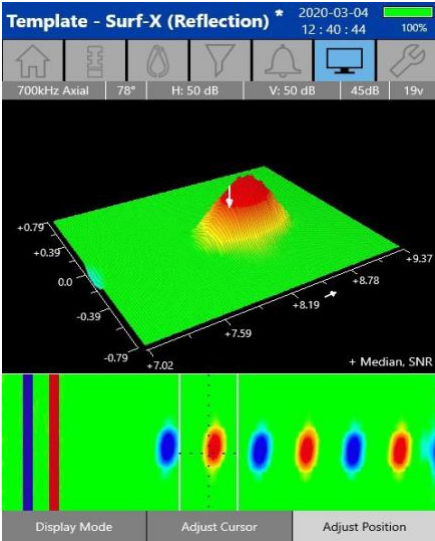 Template - Surf-X (Reflection) *
2020-03-04
12 : 40 : 44
100%
700kHz Axial 78° H: 50 dB V: 50 dB 45dB 19v
+0.79
+0.39
0.0
-0.39
-0.79
+7.02
+7.59
+8.19
+8.78
+9.37
+ Median, SNR
Display Mode Adjust Cursor Adjust Position